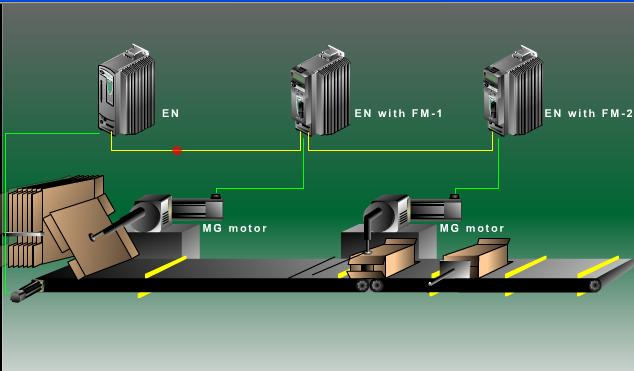 EN
EN with FM-1
EN with FM-2
MG motor
MG motor